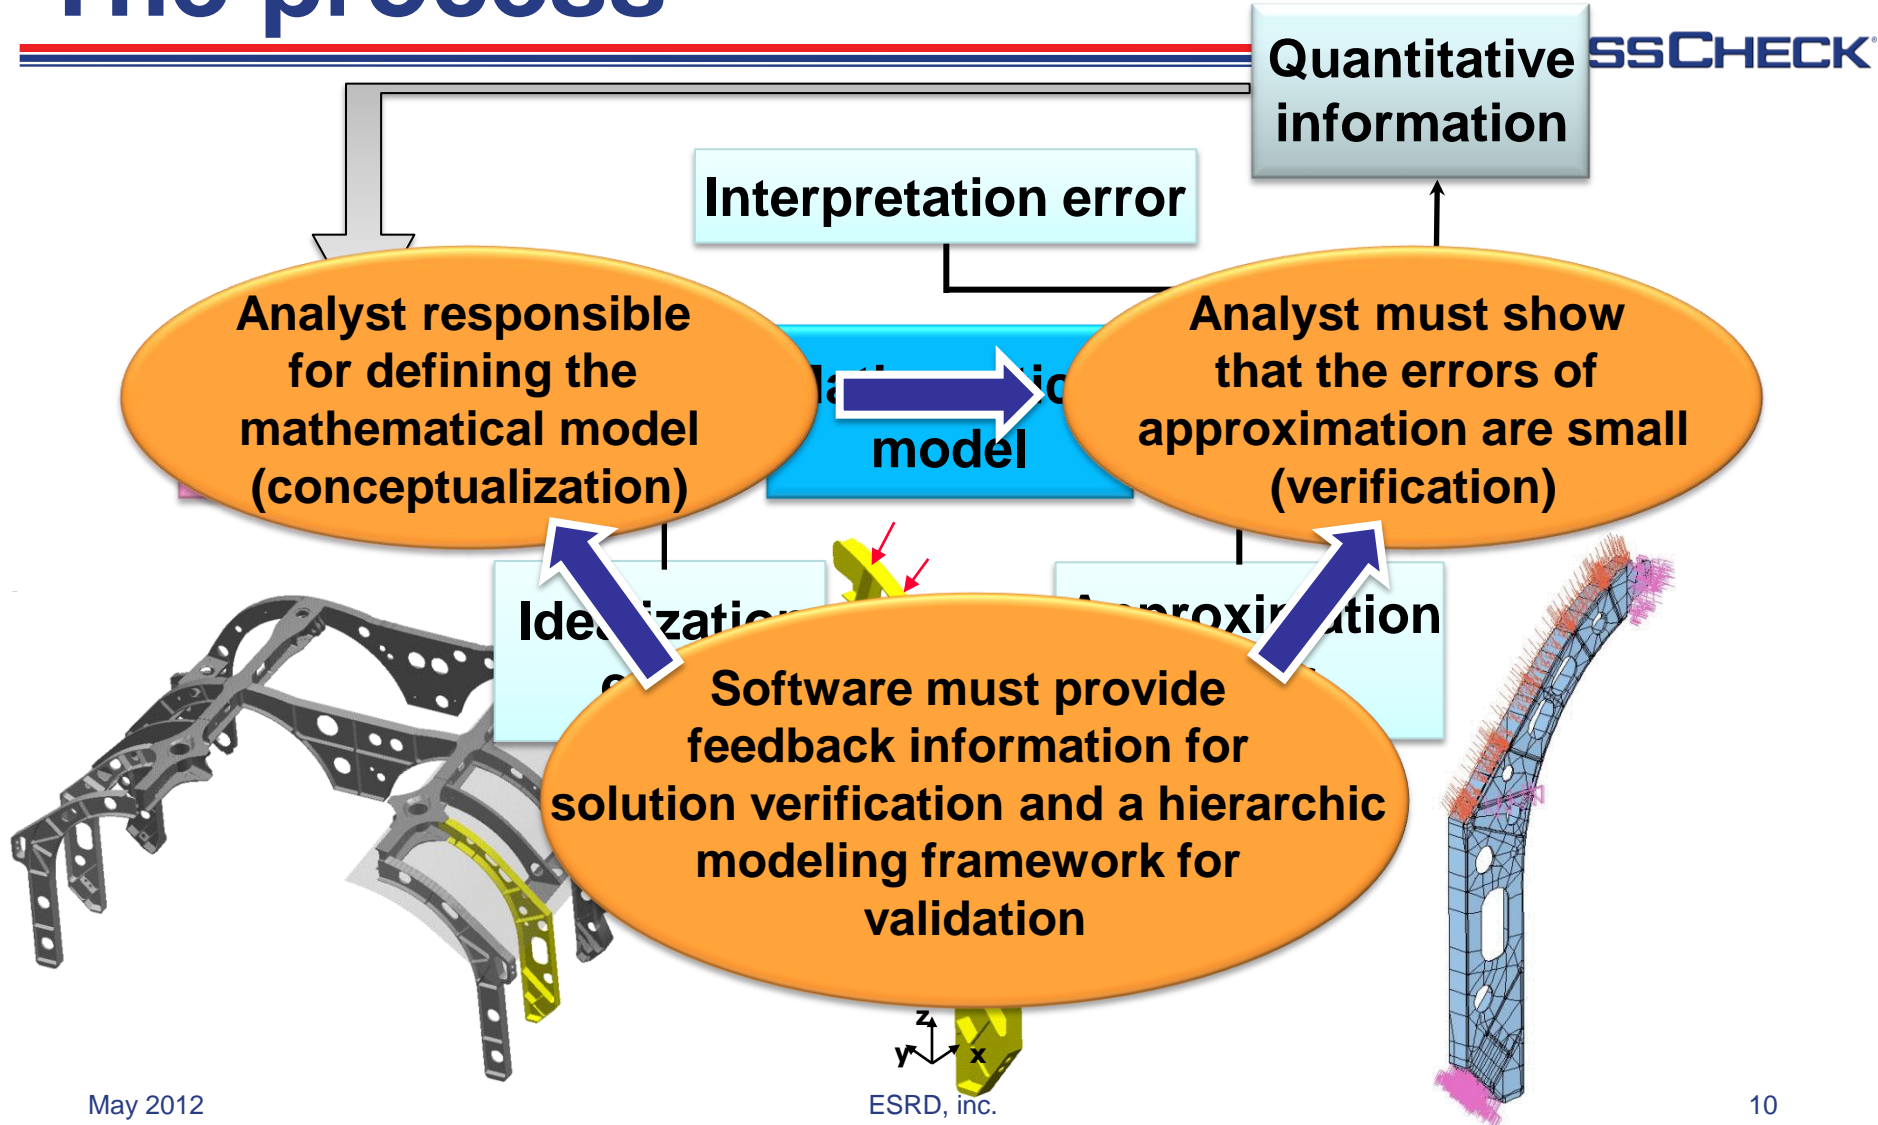 The process
SSCHECK
Quantitative
information
Interpretation error
Analyst responsible
for defining the
mathematical model
(conceptualization)
model
Analyst must show
that the errors of
approximation are small
(verification)
Software must provide
feedback information for
solution verification and a hierarchic
modeling framework for
validation
z
y x
May 2012
ESRD, inc.
10